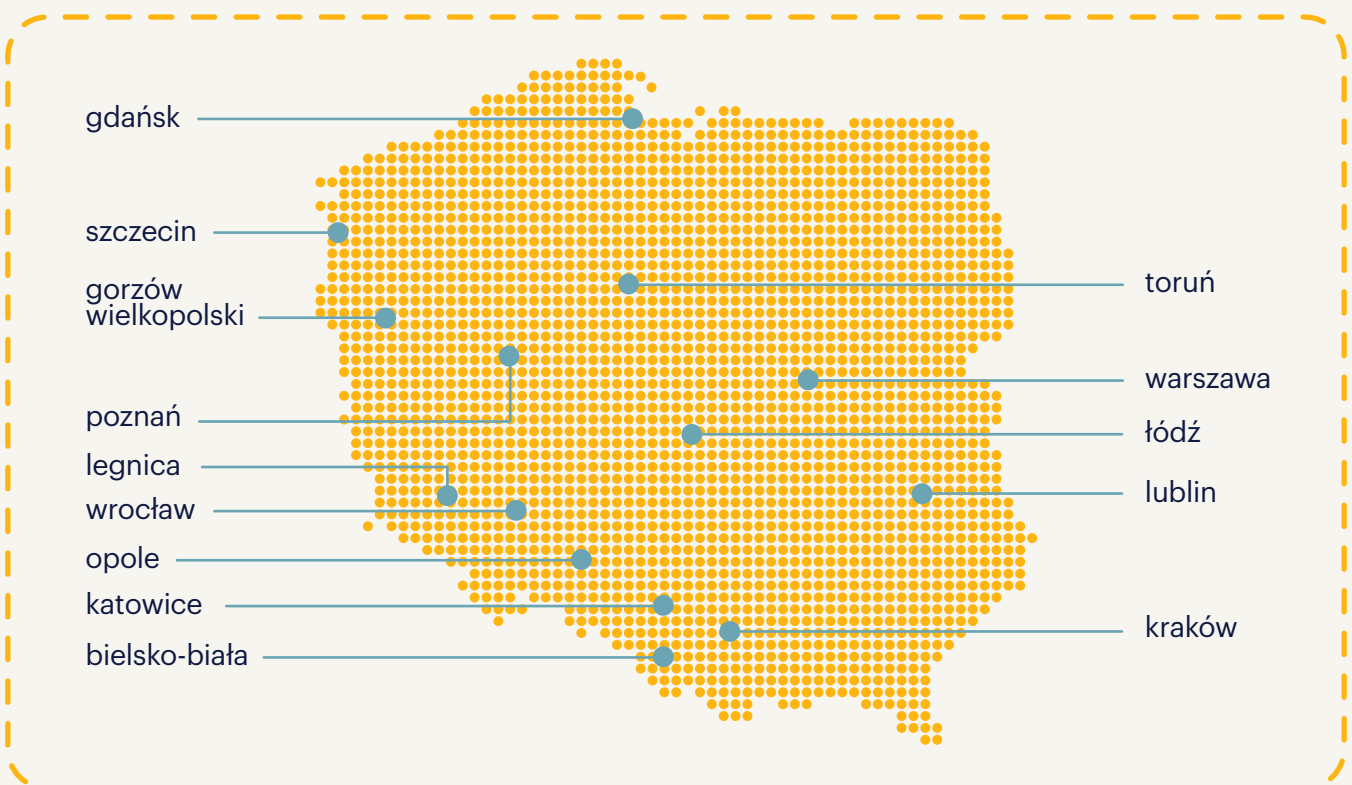 gdańsk
szczecin
gorzów
wielkopolski
poznań
legnica
wrocław
opole
katowice
bielsko-biała
toruń
warszawa
łódź
lublin
kraków